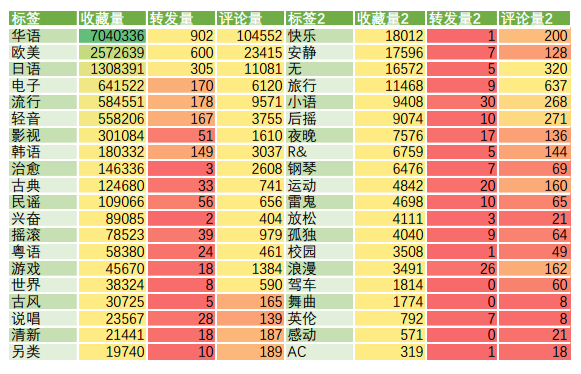 标签 收藏量 转发量 评论量 标签2 收藏量2 转发量2 评论量2
华语 7040336 902 104552 快乐 18012 1 200
欧美 2572639 600 23415 安静 17596 7 128
日语 1308391 305 11081 无 16572 5 320
电子 641522 170 6120 旅行 11468 9 637
流行 584551 178 9571 小语 9408 30 268
轻音 558206 167 3755 后摇 9074 10 271
影视 301084 51 1610 夜晚 7576 17 136
韩语 180332 149 3037 R& 6759 5 144
治愈 146336 3 2608 钢琴 6476 7 69
古典 124680 33 741 运动 4842 20 160
民谣 109066 56 656 雷鬼 4698 10 65
兴奋 89085 2 404 放松 4111 3 21
摇滚 78523 39 979 孤独 4040 9 64
粤语 58380 24 461 校园 3508 1 49
游戏 45670 18 1384 浪漫 3491 26 162
世界 38324 8 590 驾车 1814 0 60
古风 30725 5 165 舞曲 1774 0 8
说唱 23567 28 139 英伦 792 7 8
清新 21441 18 187 感动 571 0 21
另类 19740 10 189 AC 319 1 18